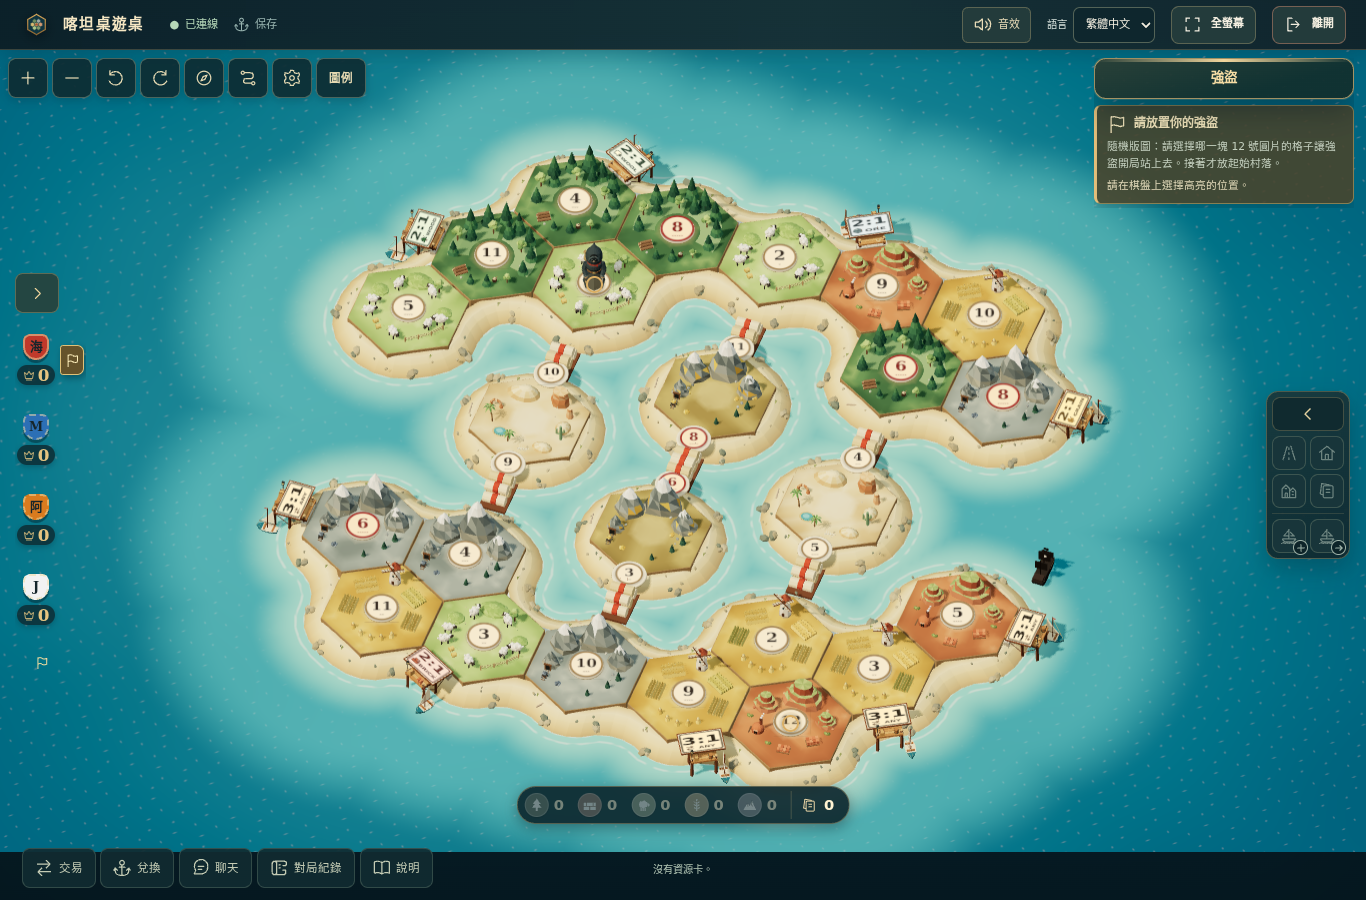 喀坦桌遊桌
已連線
保存
音效
語言
繁體中文
全螢幕
離開
圖例
強盜
請放置你的強盜
隨機版圖：請選擇哪一塊 12 號圓片的格子讓強
盜開局站上去。接著才放起始村落。
請在棋盤上選擇高亮的位置。
2:1
4
2:1
8
2:1
ORE
11
2
5
9
10
10
6
8
2:1
8
9
4
3:1
6
4
5
3
11
3
2
5
3:1
2:1
10
3
9
12
3:1
ANY
3:1
ANY
海
0
M
0
阿
0
J
0
0
0
0
0
0
0
交易
兌換
聊天
對局紀錄
說明
沒有資源卡。